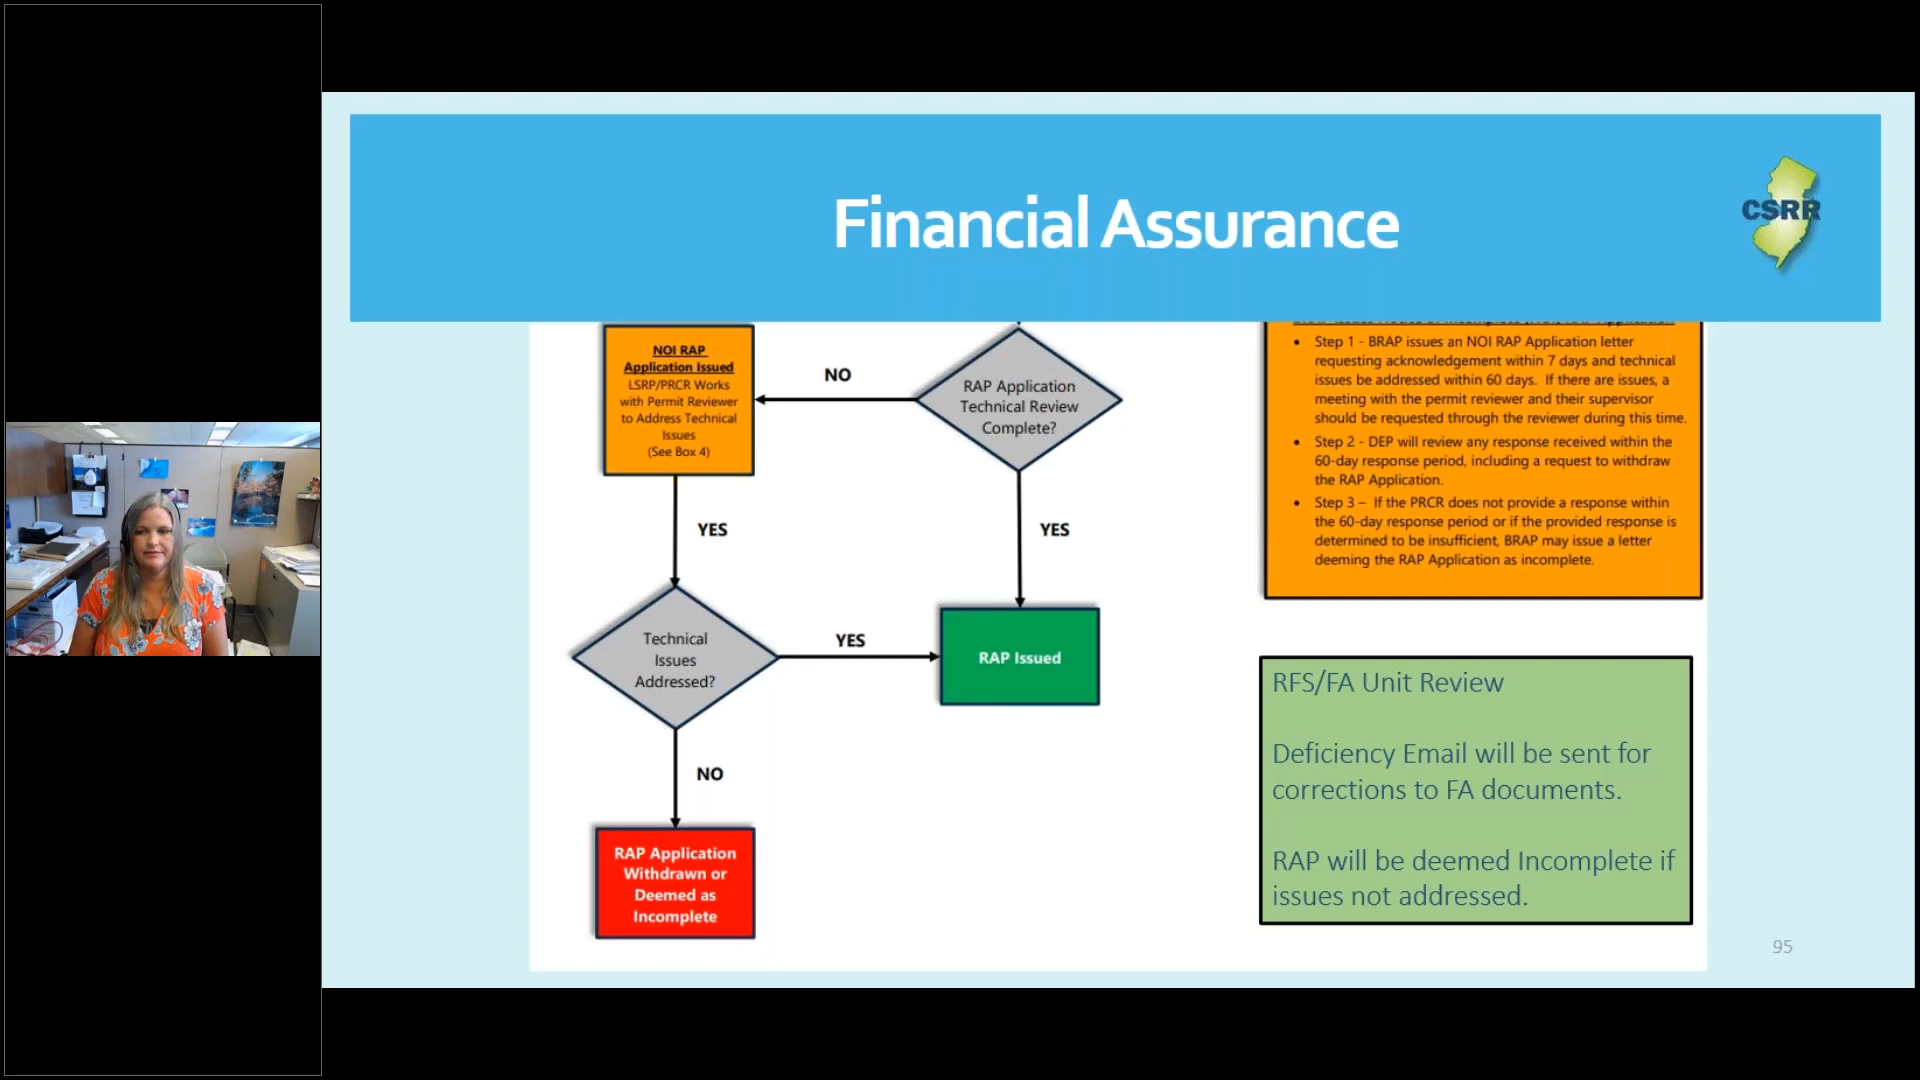 Financial Assurance
CSRR
NOI RAP
Application Issued
LSRP/PRCR Works
with Permit Reviewer
to Address Technical
Issues
(See Box 4)
NO
RAP Application
Technical Review
Complete?
• Step 1 - BRAP issues an NOI RAP Application letter
requesting acknowledgement within 7 days and technical
issues be addressed within 60 days. If there are issues, a
meeting with the permit reviewer and their supervisor
should be requested through the reviewer during this time.
• Step 2 - DEP will review any response received within the
60-day response period, including a request to withdraw
the RAP Application.
• Step 3 – If the PRCR does not provide a response within
the 60-day response period or if the provided response is
determined to be insufficient, BRAP may issue a letter
deeming the RAP Application as incomplete.
YES
YES
Technical
Issues
Addressed?
YES
RAP Issued
NO
RAP Application
Withdrawn or
Deemed as
Incomplete
RFS/FA Unit Review
Deficiency Email will be sent for
corrections to FA documents.
RAP will be deemed Incomplete if
issues not addressed.
95